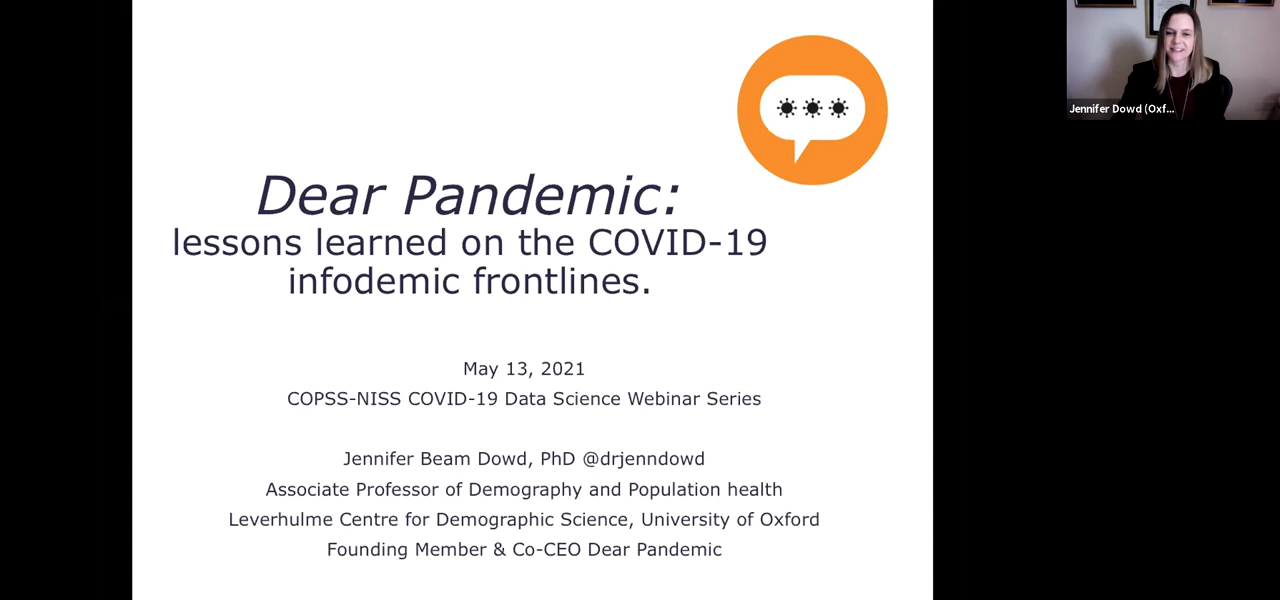 Dear Pandemic:
lessons learned on the COVID-19
infodemic frontlines.
May 13, 2021
COPSS-NISS COVID-19 Data Science Webinar Series
Jennifer Beam Dowd, PhD @drjenndowd
Associate Professor of Demography and Population health
Leverhulme Centre for Demographic Science, University of Oxford
Founding Member & Co-CEO Dear Pandemic
Jennifer Dowd (Oxf...